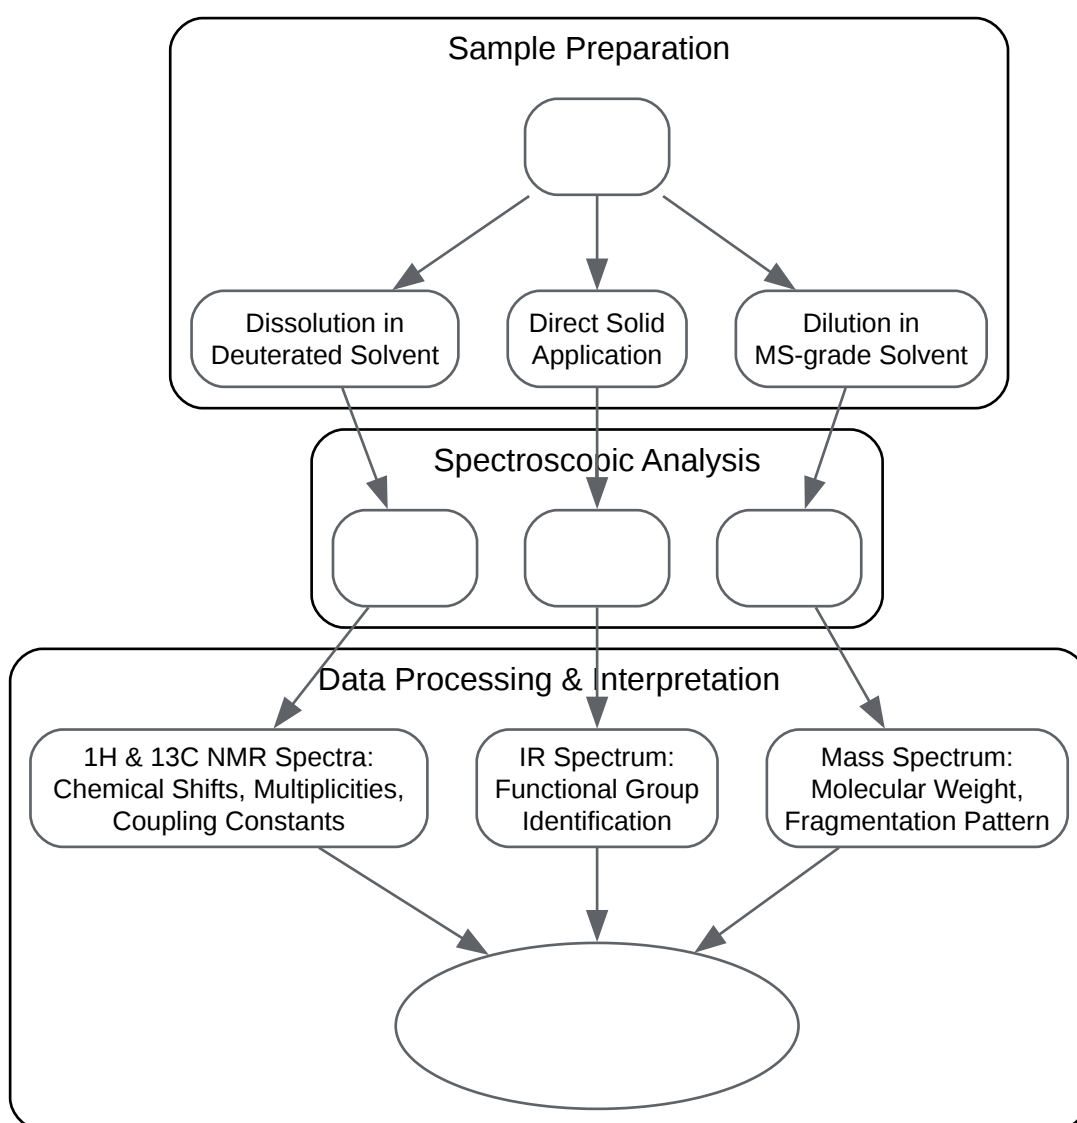 Sample Preparation
Dissolution in
Deuterated Solvent
Direct Solid
Application
Dilution in
MS-grade Solvent
Spectroscopic Analysis
Data Processing & Interpretation
1H & 13C NMR Spectra:
Chemical Shifts, Multiplicities,
Coupling Constants
IR Spectrum:
Functional Group
Identification
Mass Spectrum:
Molecular Weight,
Fragmentation Pattern